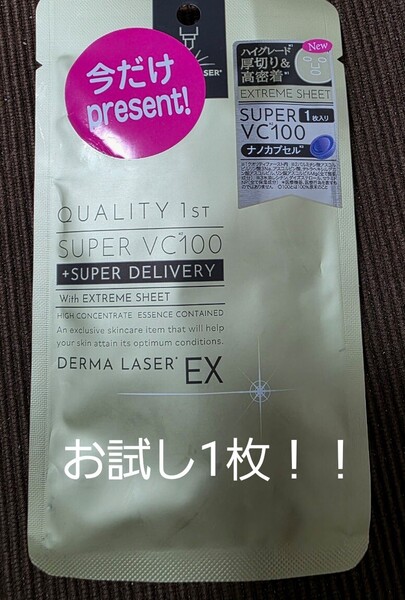 今だけ
present!
LASER*
ハイグレード
厚切り&
高密着
New
EXTREME SHEET
SUPER 1枚入り
VC100
ナノカプセル
QUALITY 1ST
SUPER VC100
+SUPER DELIVERY
With EXTREME SHEET
HIGH CONCENTRATE ESSENCE CONTAINED
An exclusive skincare item that will help
your skin attain its optimum conditions.
DERMA LASER* EX
お試し1枚！！